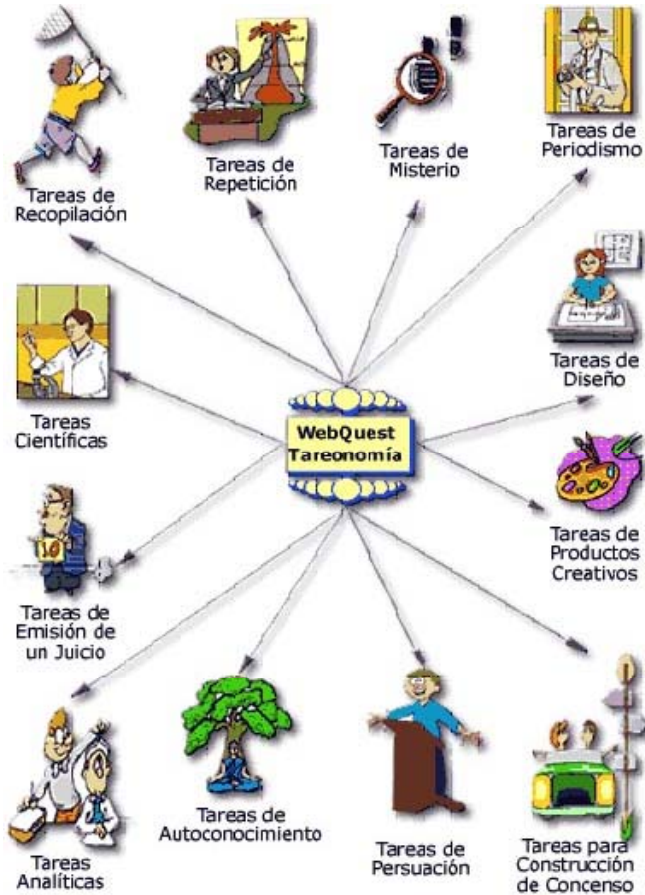 Tareas de
Recopilación
Tareas de
Repetición
Tareas de
Misterio
Tareas de
Periodismo
Tareas
Científicas
WebQuest
Tareonomía
Tareas de
Diseño
Tareas de
Productos
Creativos
Tareas de
Emisión de
un Juicio
Tareas
Analíticas
Tareas de
Autoconocimiento
Tareas de
Persuación
Tareas para
Construcción
de Concenso